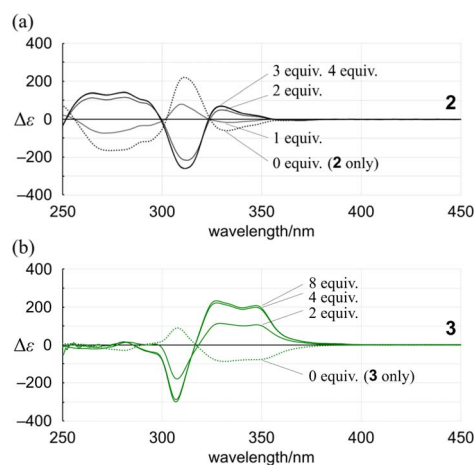 (a)
400
200
0
–200
–400
Δε
3 equiv. 4 equiv.
2 equiv.
2
1 equiv.
0 equiv. (2 only)
250 300 350 400 450
wavelength/nm
(b)
400
200
0
–200
–400
Δε
8 equiv.
4 equiv.
2 equiv.
3
0 equiv. (3 only)
250 300 350 400 450
wavelength/nm